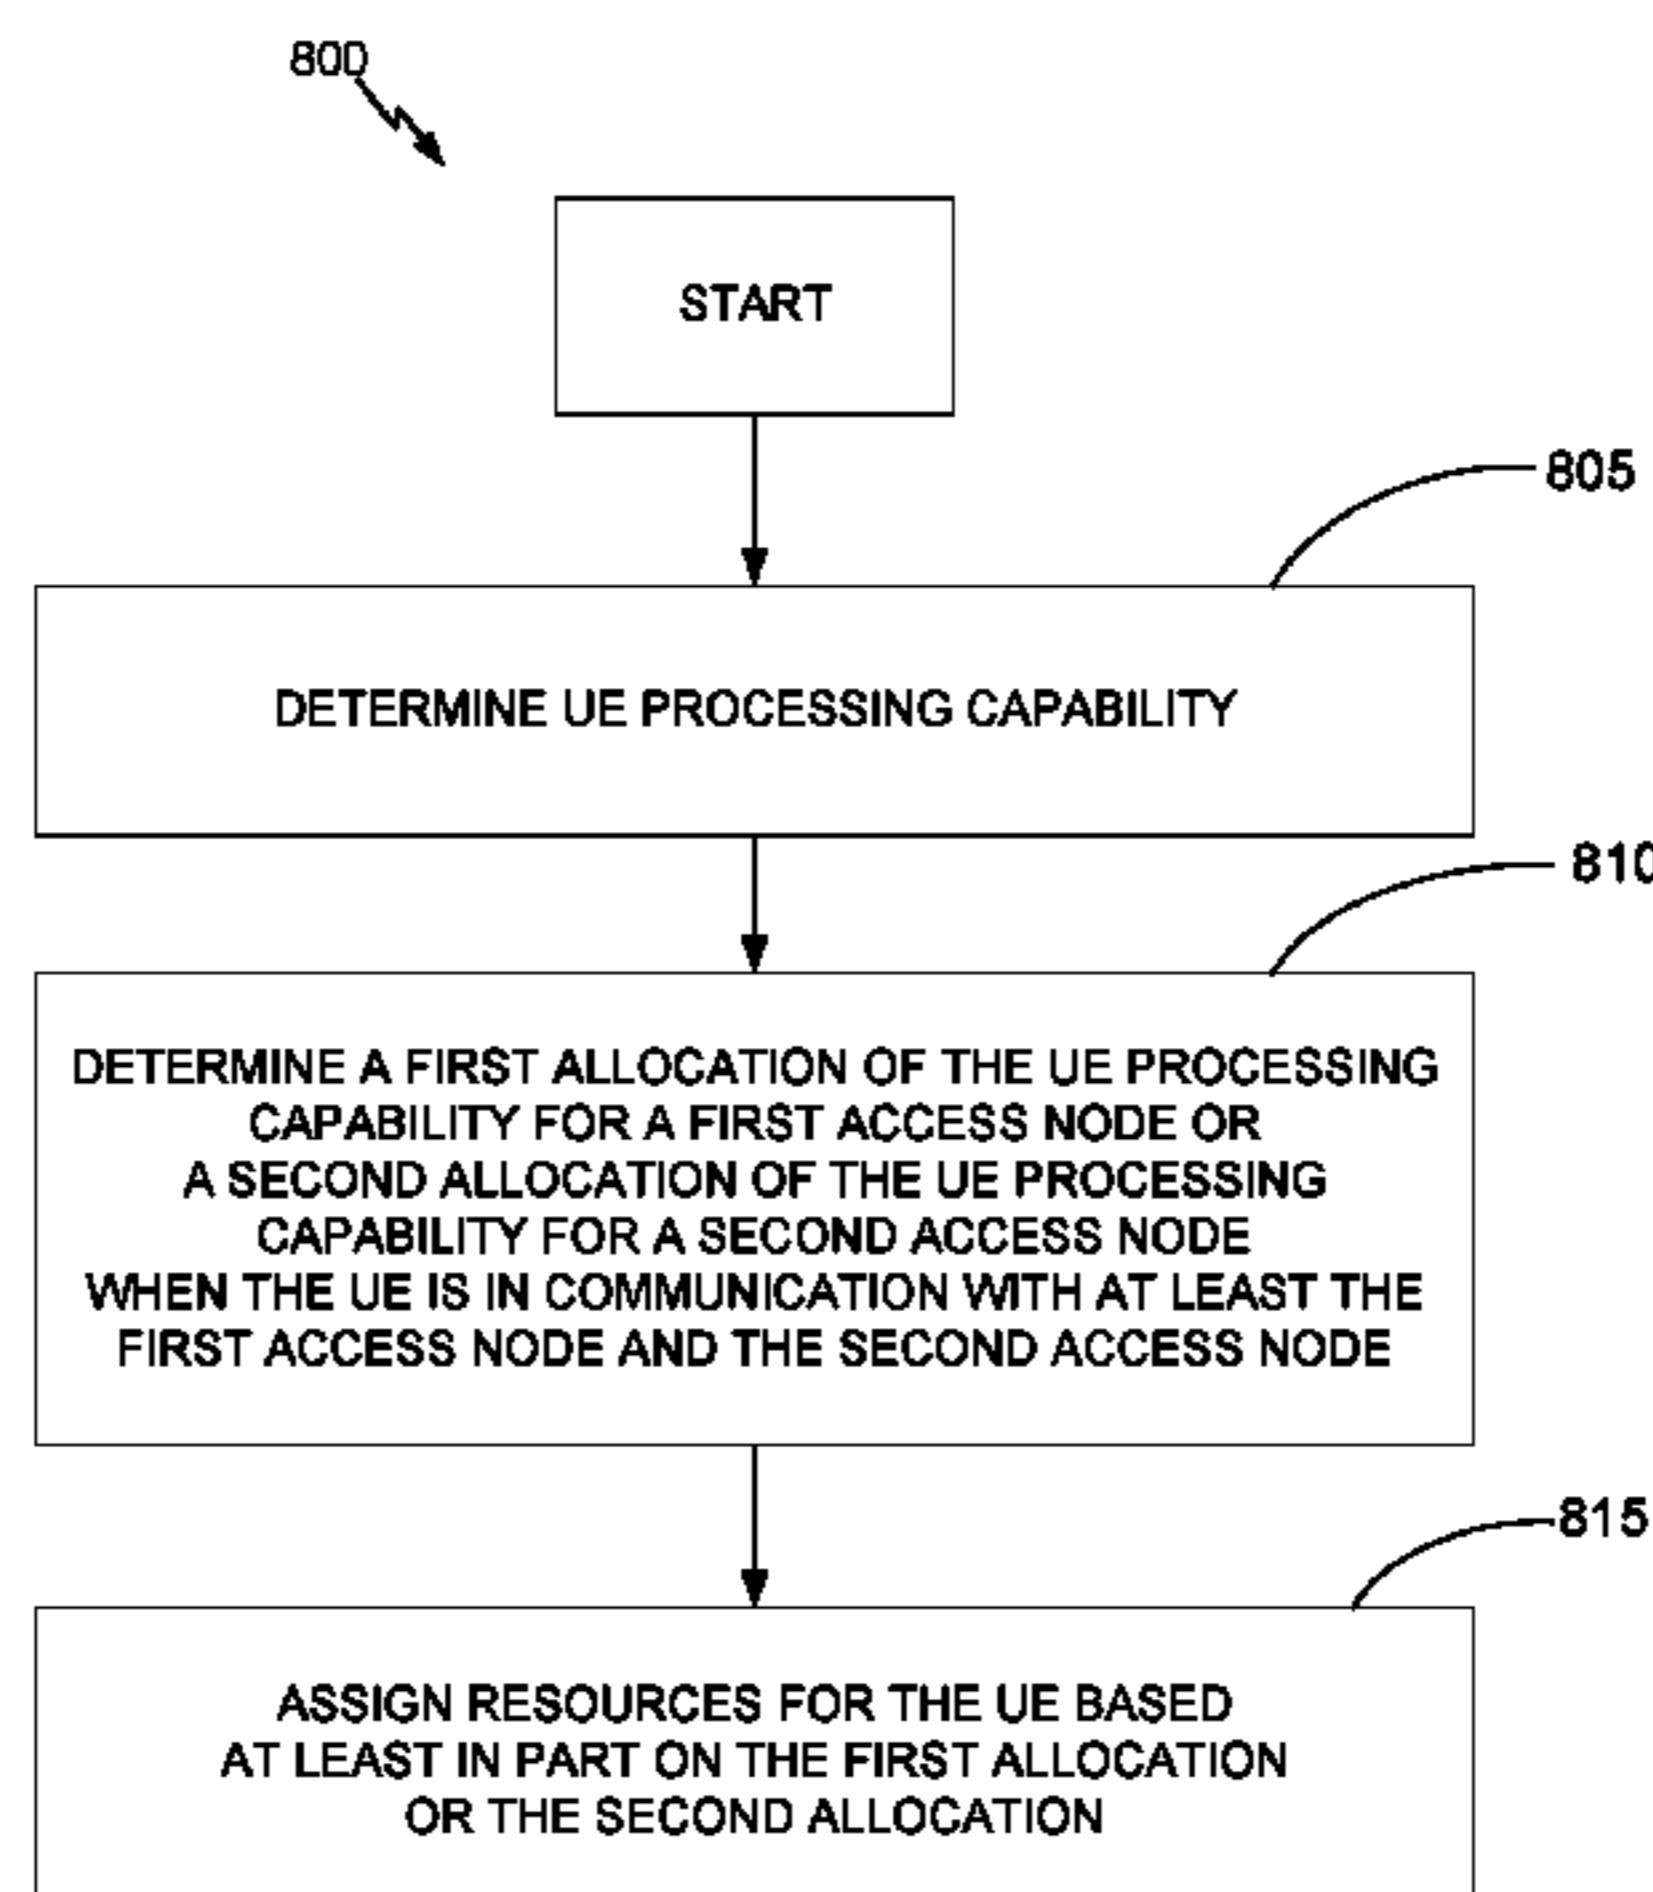 800
START
805
DETERMINE UE PROCESSING CAPABILITY
810
DETERMINE A FIRST ALLOCATION OF THE UE PROCESSING
CAPABILITY FOR A FIRST ACCESS NODE OR
A SECOND ALLOCATION OF THE UE PROCESSING
CAPABILITY FOR A SECOND ACCESS NODE
WHEN THE UE IS IN COMMUNICATION WITH AT LEAST THE
FIRST ACCESS NODE AND THE SECOND ACCESS NODE
815
ASSIGN RESOURCES FOR THE UE BASED
AT LEAST IN PART ON THE FIRST ALLOCATION
OR THE SECOND ALLOCATION